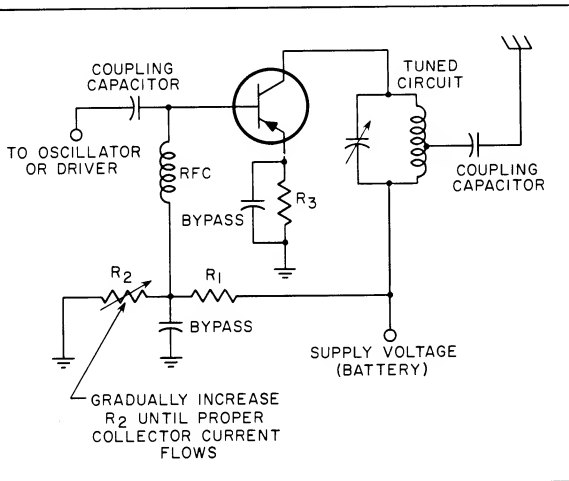 COUPLING
CAPACITOR
TUNED
CIRCUIT
TO OSCILLATOR
OR DRIVER
RFC
COUPLING
CAPACITOR
BYPASS
R3
R2
R1
BYPASS
SUPPLY VOLTAGE
(BATTERY)
GRADUALLY INCREASE
R2 UNTIL PROPER
COLLECTOR CURRENT
FLOWS